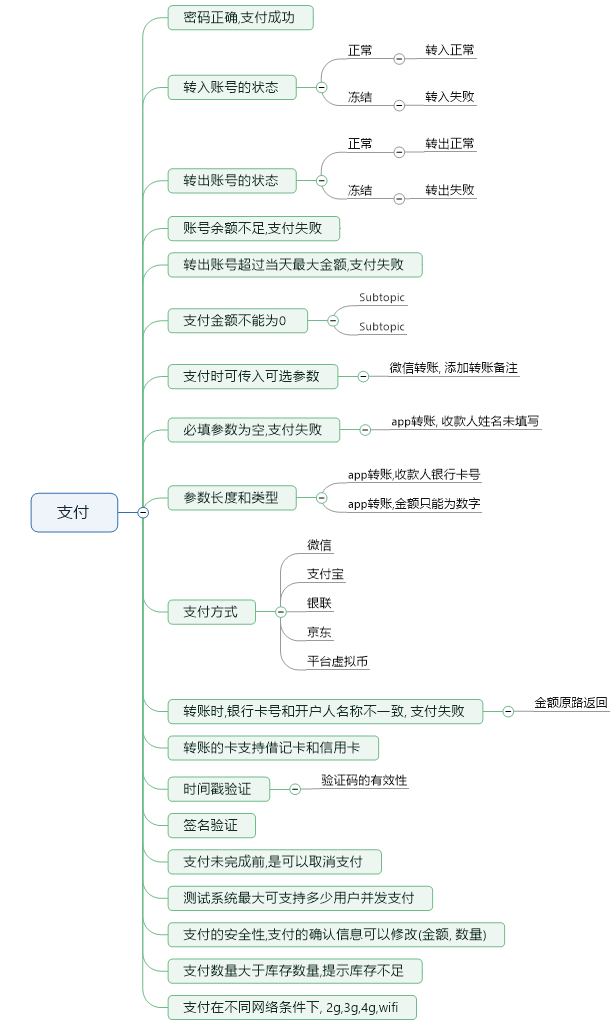 密码正确,支付成功
转入账号的状态
正常
转入正常
冻结
转入失败
转出账号的状态
正常
转出正常
冻结
转出失败
账号余额不足,支付失败
转出账号超过当天最大金额,支付失败
支付金额不能为0
Subtopic
Subtopic
支付时可传入可选参数
微信转账, 添加转账备注
必填参数为空,支付失败
app转账, 收款人姓名未填写
参数长度和类型
app转账,收款人银行卡号
app转账,金额只能为数字
支付
支付方式
微信
支付宝
银联
京东
平台虚拟币
转账时,银行卡号和开户人名称不一致, 支付失败
金额原路返回
转账的卡支持借记卡和信用卡
时间戳验证
验证码的有效性
签名验证
支付未完成前,是可以取消支付
测试系统最大可支持多少用户并发支付
支付的安全性,支付的确认信息可以修改(金额, 数量)
支付数量大于库存数量,提示库存不足
支付在不同网络条件下, 2g,3g,4g,wifi